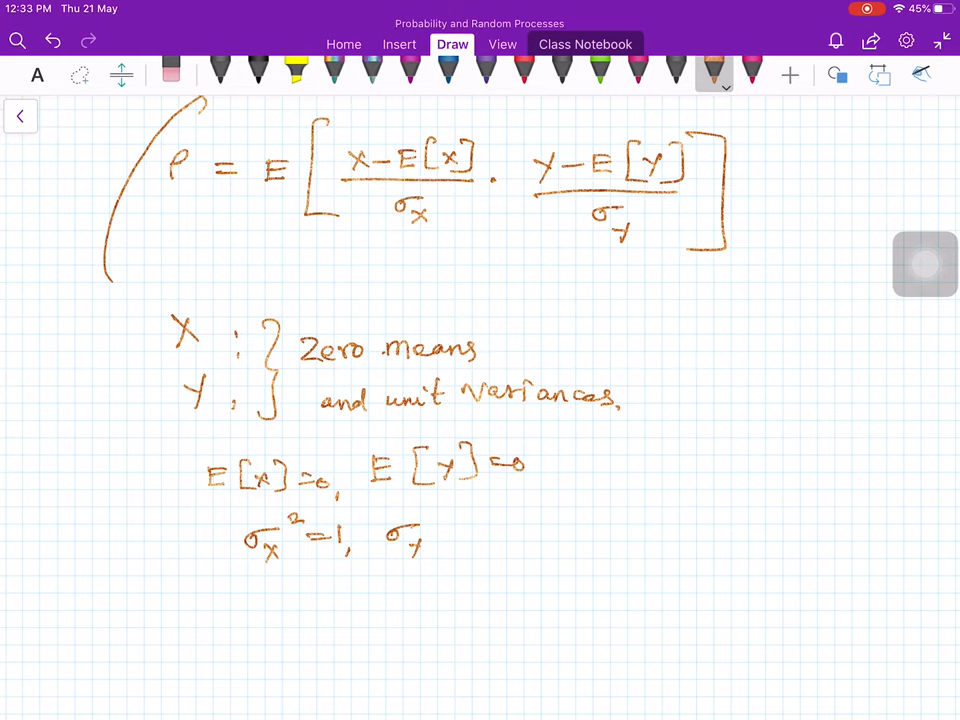 12:33 PM Thu 21 May
45%
Probability and Random Processes
Home Insert Draw View Class Notebook
A
ρ = E [ X-E[X] / σx · Y-E[Y] / σy ]
X : } Zero means
Y : } and unit variances.
E[X]=0, E[Y]=0
σx²=1, σy